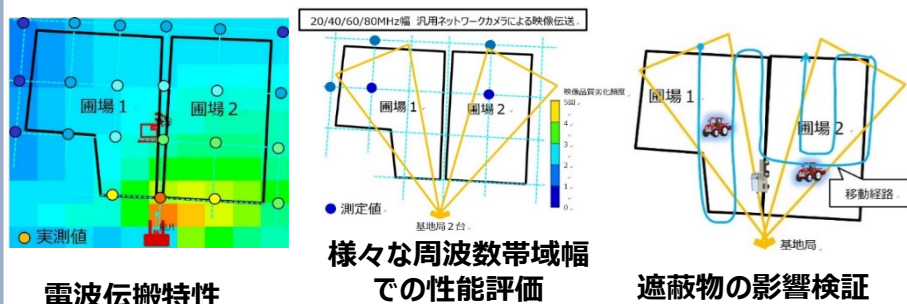 圃場1
圃場2
実測値
電波伝搬特性
20/40/60/80MHz幅 汎用ネットワークカメラによる映像伝送
圃場1
圃場2
映像品質劣化頻度
5回
4
3
2
1
0
測定値
基地局2台
様々な周波数帯域幅
での性能評価
圃場1
圃場2
移動経路
基地局
遮蔽物の影響検証